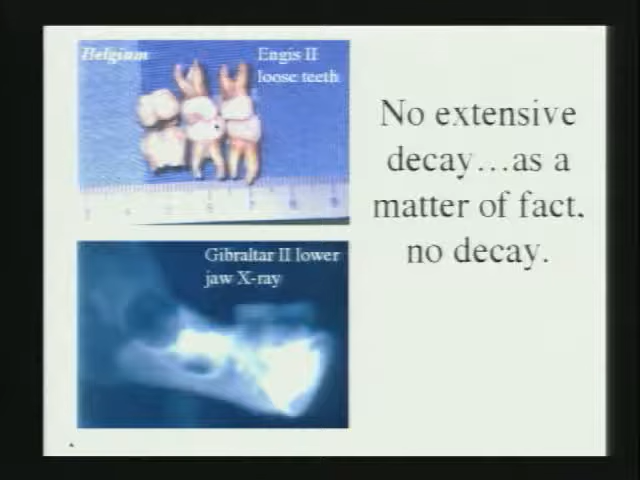 Belgium
Engis II
loose teeth
Gibraltar II lower
jaw X-ray
No extensive
decay...as a
matter of fact,
no decay.